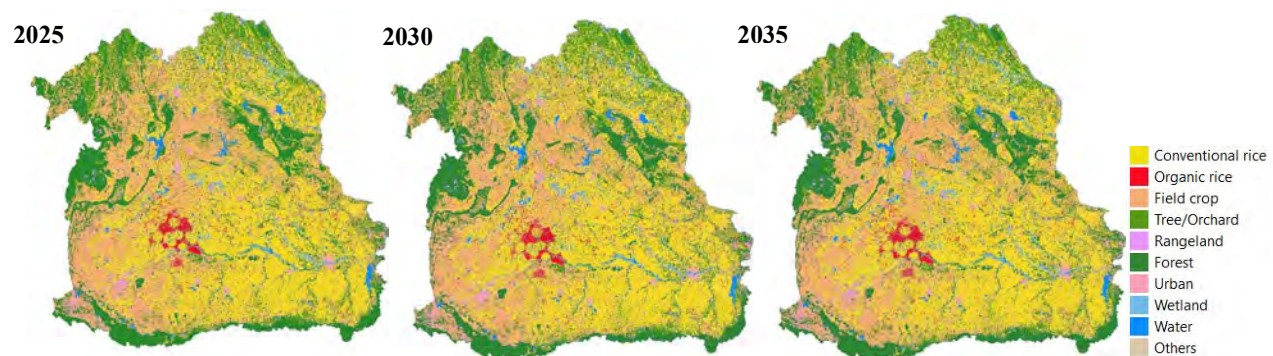 2025
2030
2035
Conventional rice
Organic rice
Field crop
Tree/Orchard
Rangeland
Forest
Urban
Wetland
Water
Others